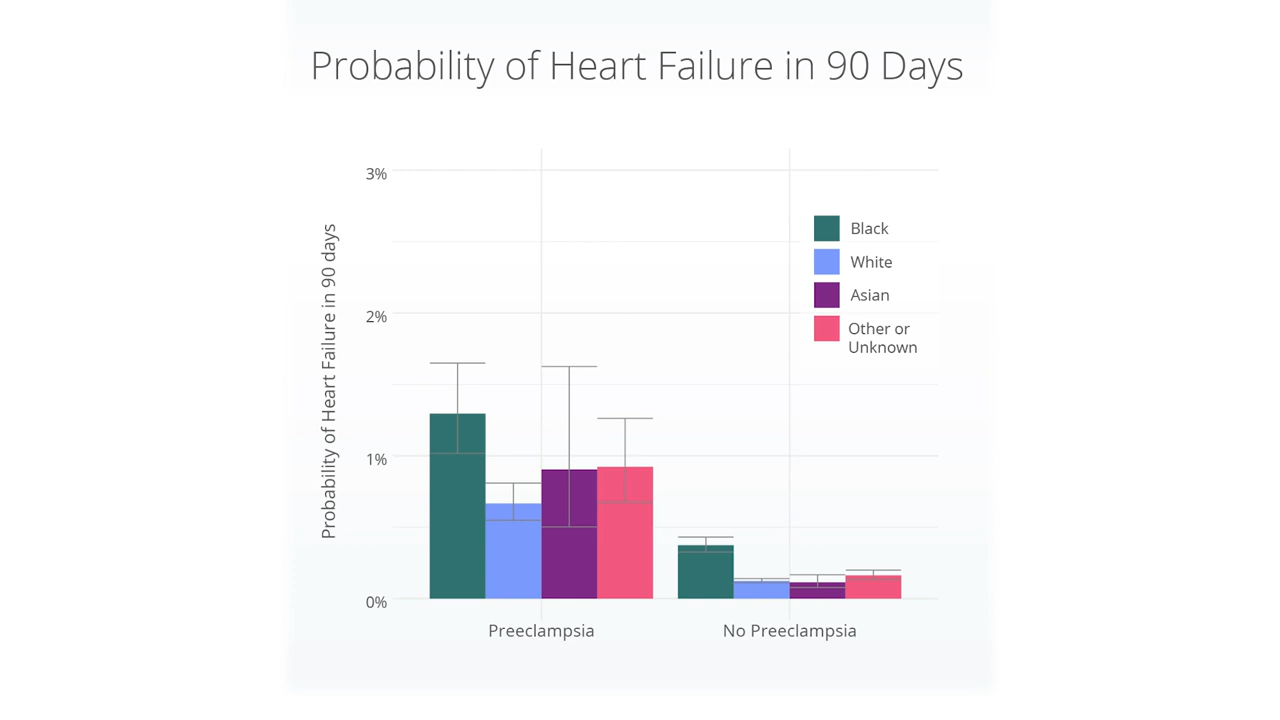 Probability of Heart Failure in 90 Days
Probability of Heart Failure in 90 days
3%
2%
1%
0%
Black
White
Asian
Other or
Unknown
Preeclampsia
No Preeclampsia